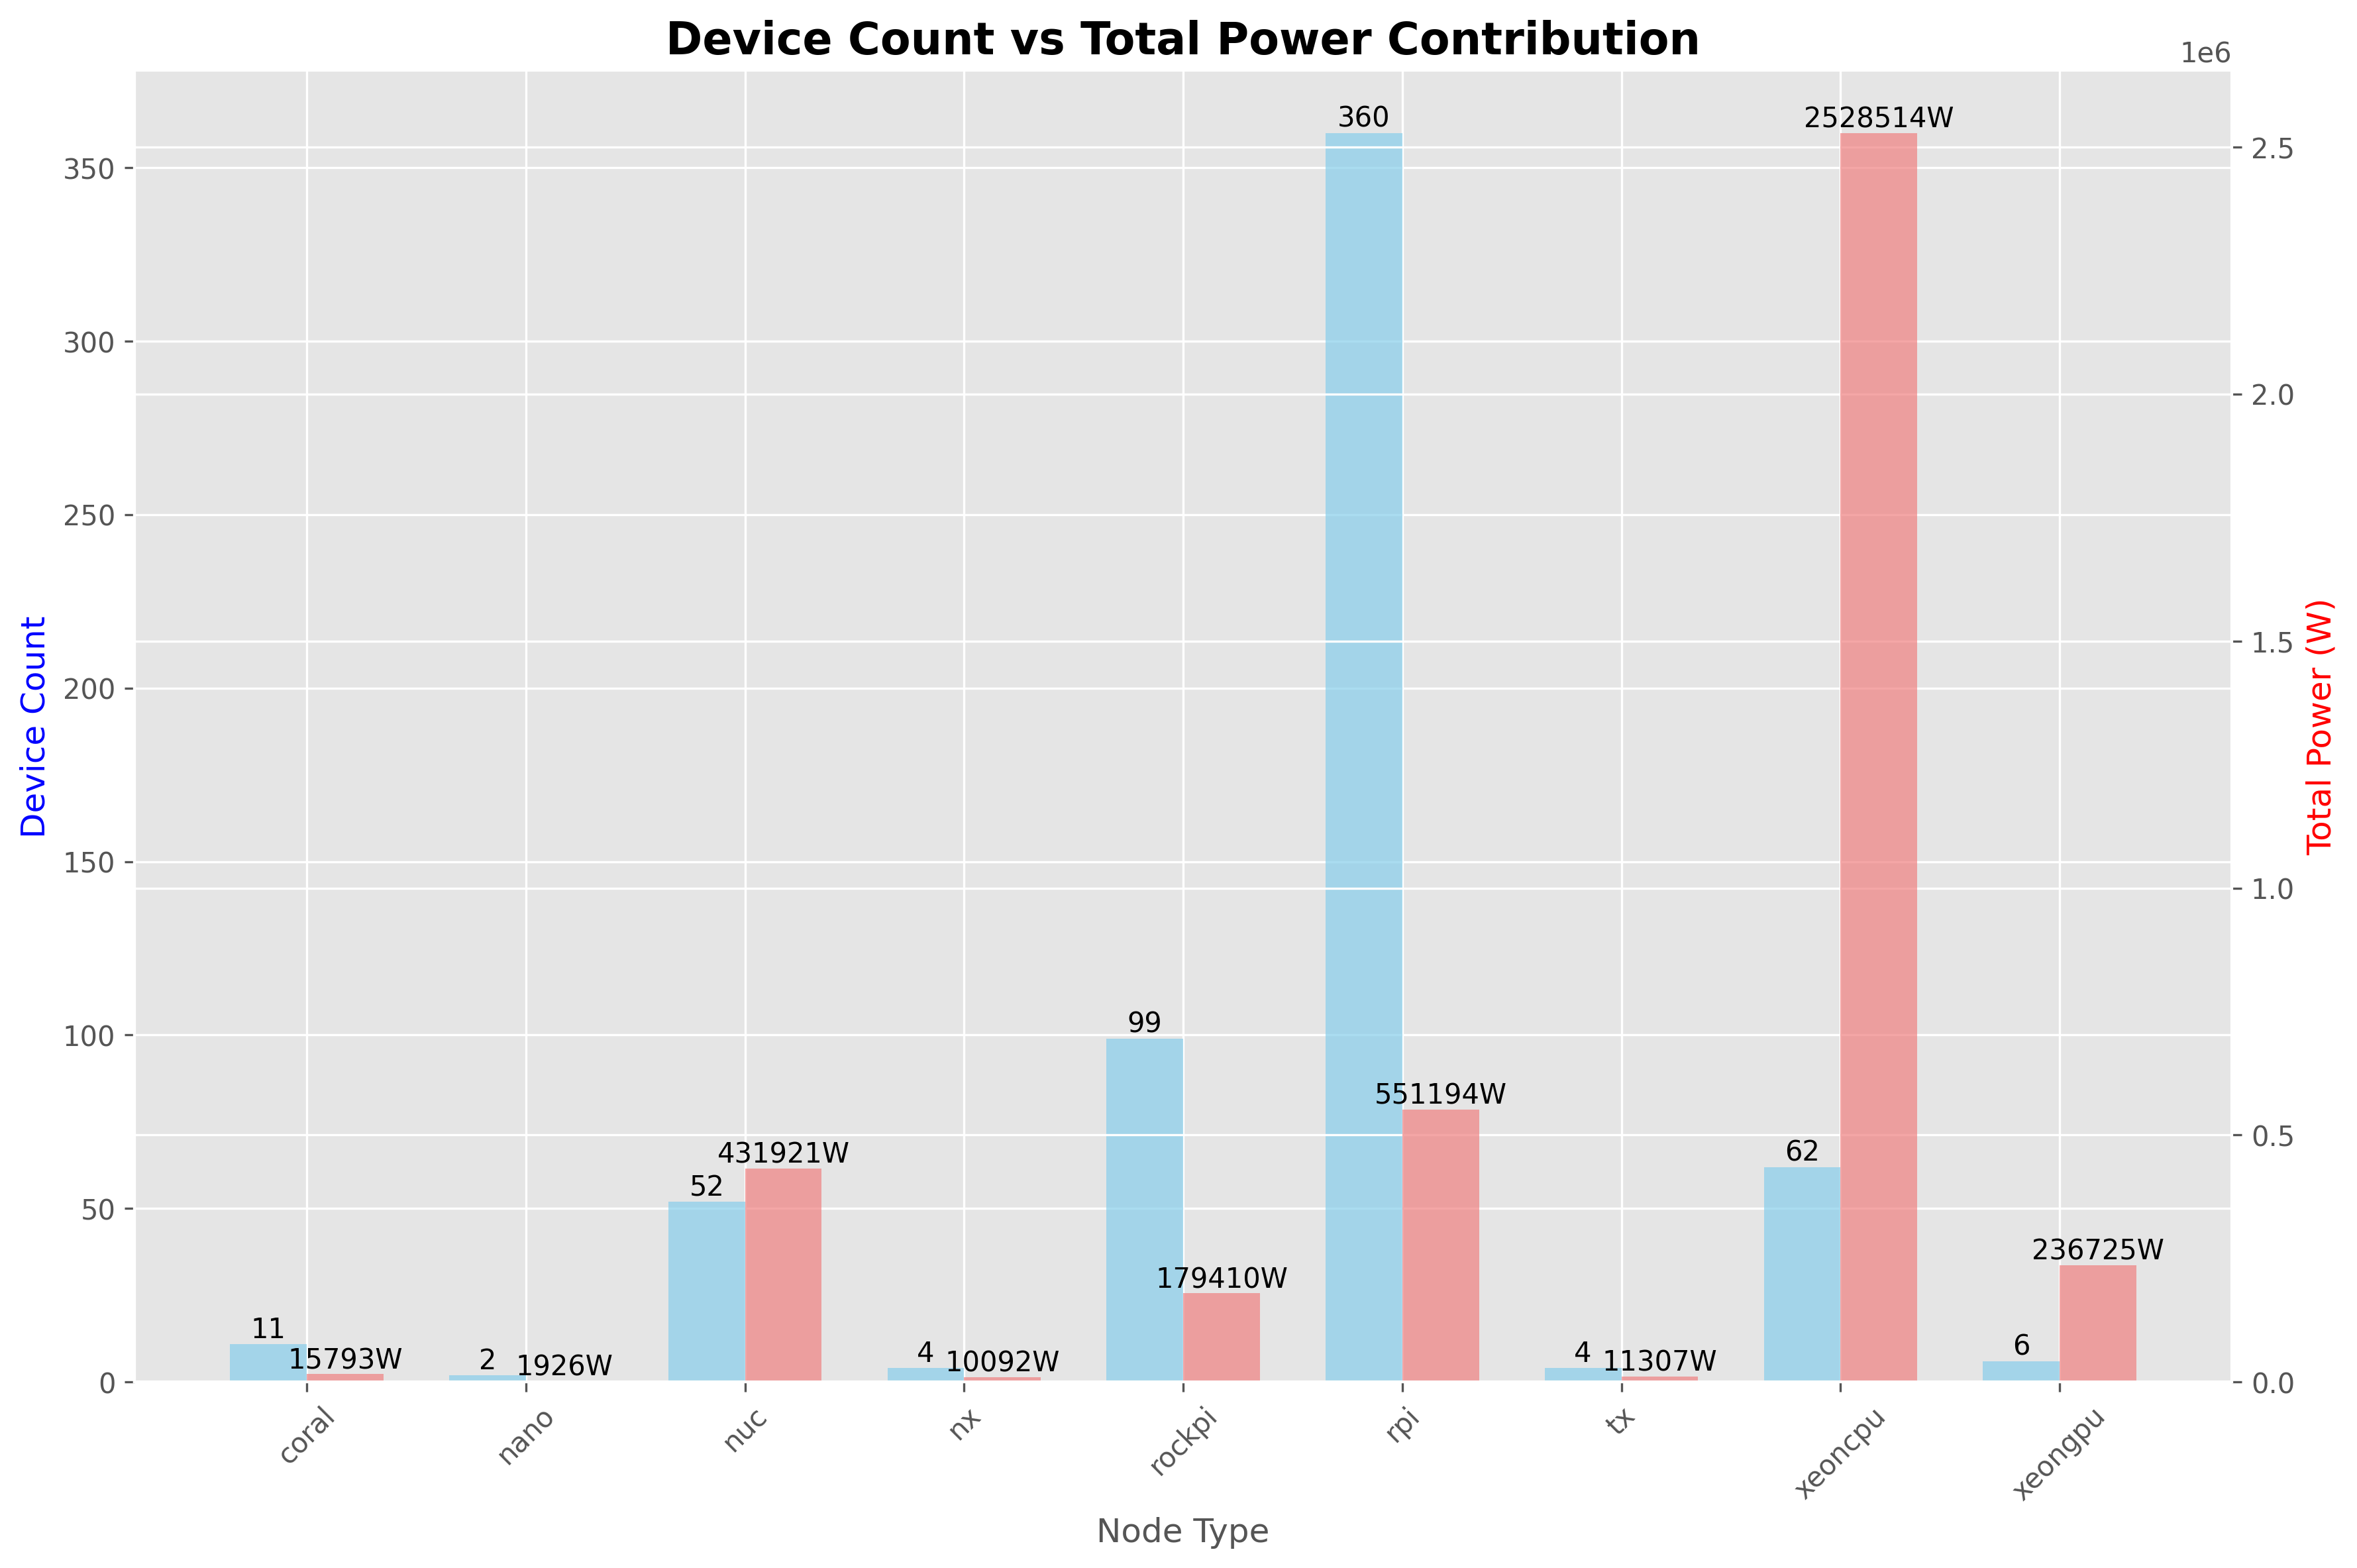 Device Count vs Total Power Contribution
1e6
360
2528514W
350
2.5
300
2.0
250
1.5
200
Device Count
Total Power (W)
150
1.0
100
99
551194W
0.5
431921W
62
52
50
236725W
179410W
11
15793W
2
1926W
4
10092W
4
11307W
6
0
0.0
coral
nano
nuc
nx
rockpi
rpi
tx
xeoncpu
xeongpu
Node Type